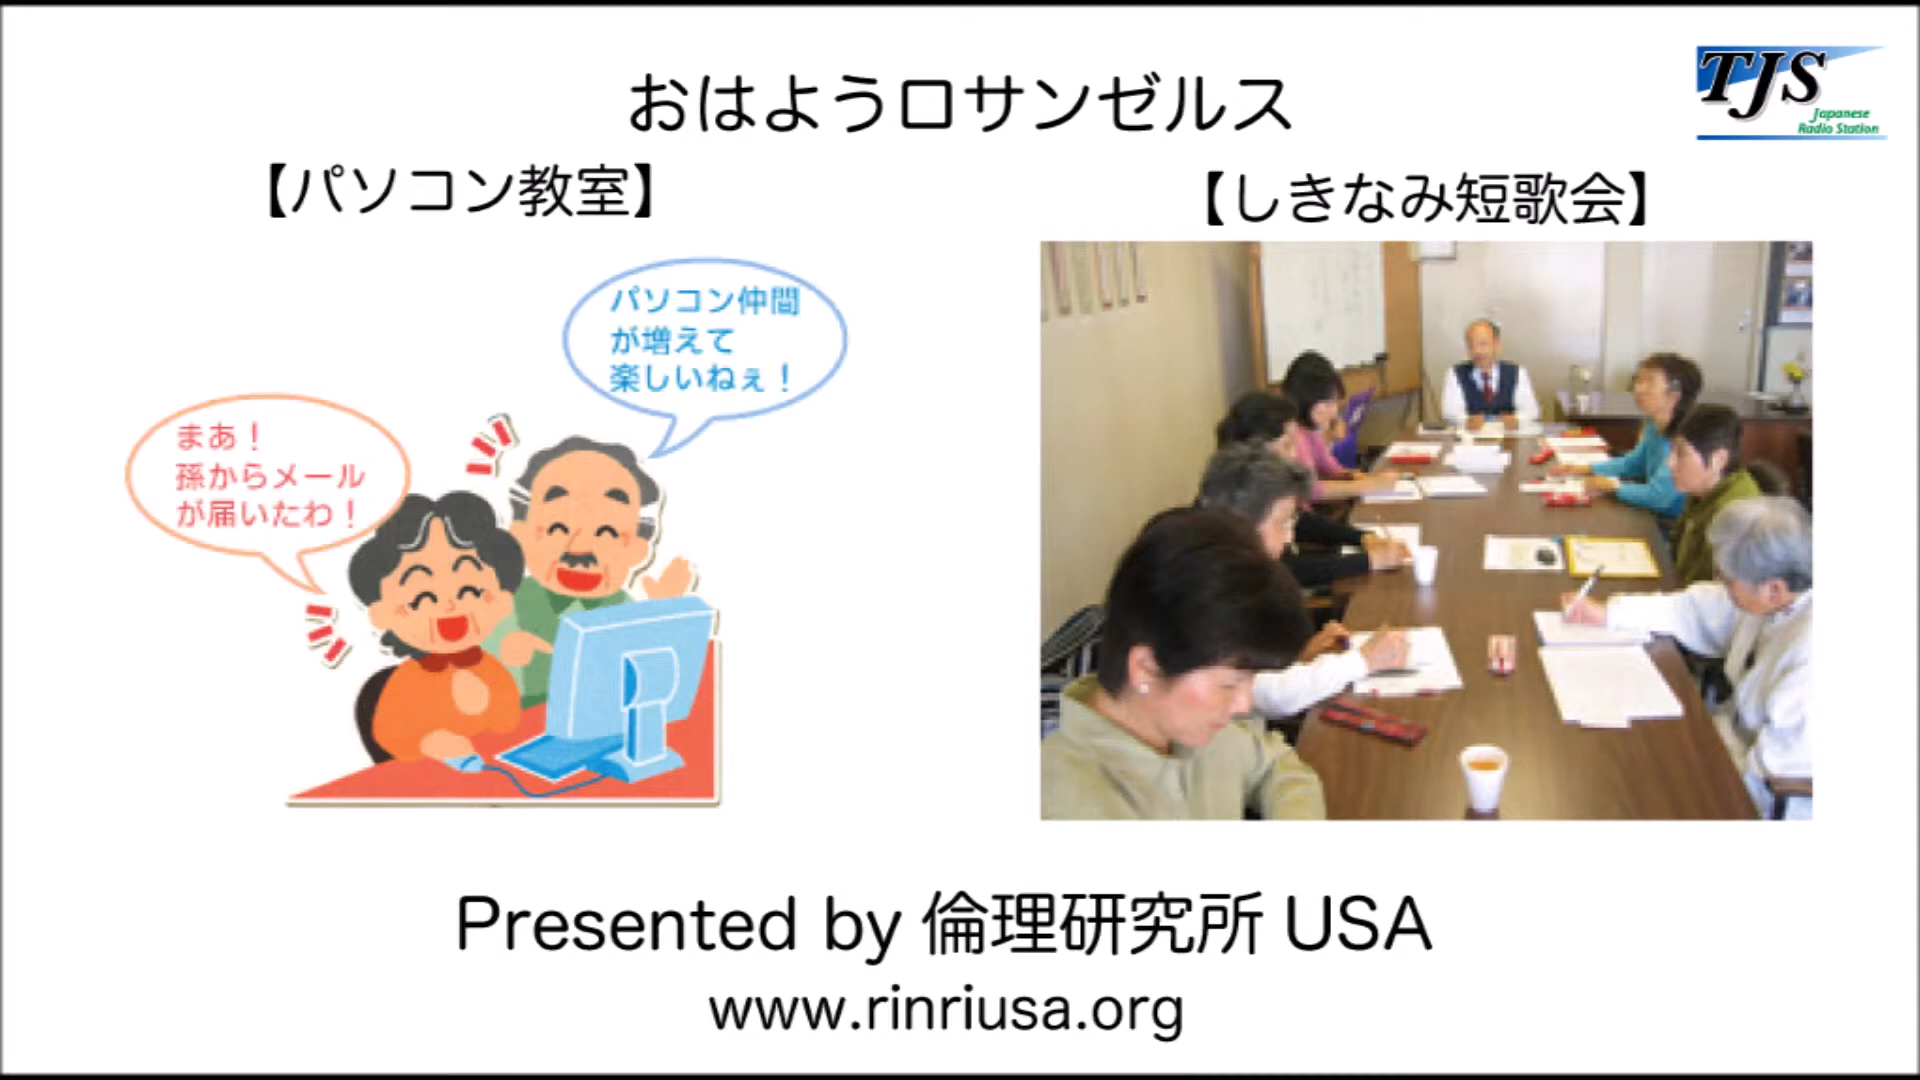 おはようロサンゼルス
TJS
Japanese
Radio Station
【パソコン教室】
【しきなみ短歌会】
パソコン仲間
が増えて
楽しいねぇ！
まあ！
孫からメール
が届いたわ！
Presented by 倫理研究所 USA
www.rinriusa.org